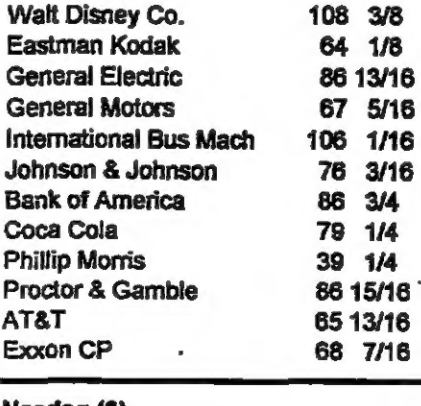 Walt Disney Co. 108 3/8
Eastman Kodak 64 1/8
General Electric 86 13/16
General Motors 67 5/16
International Bus Mach 106 1/16
Johnson & Johnson 76 3/16
Bank of America 86 3/4
Coca Cola 79 1/4
Phillip Morris 39 1/4
Proctor & Gamble 86 15/16
AT&T 65 13/16
Exxon CP 68 7/16